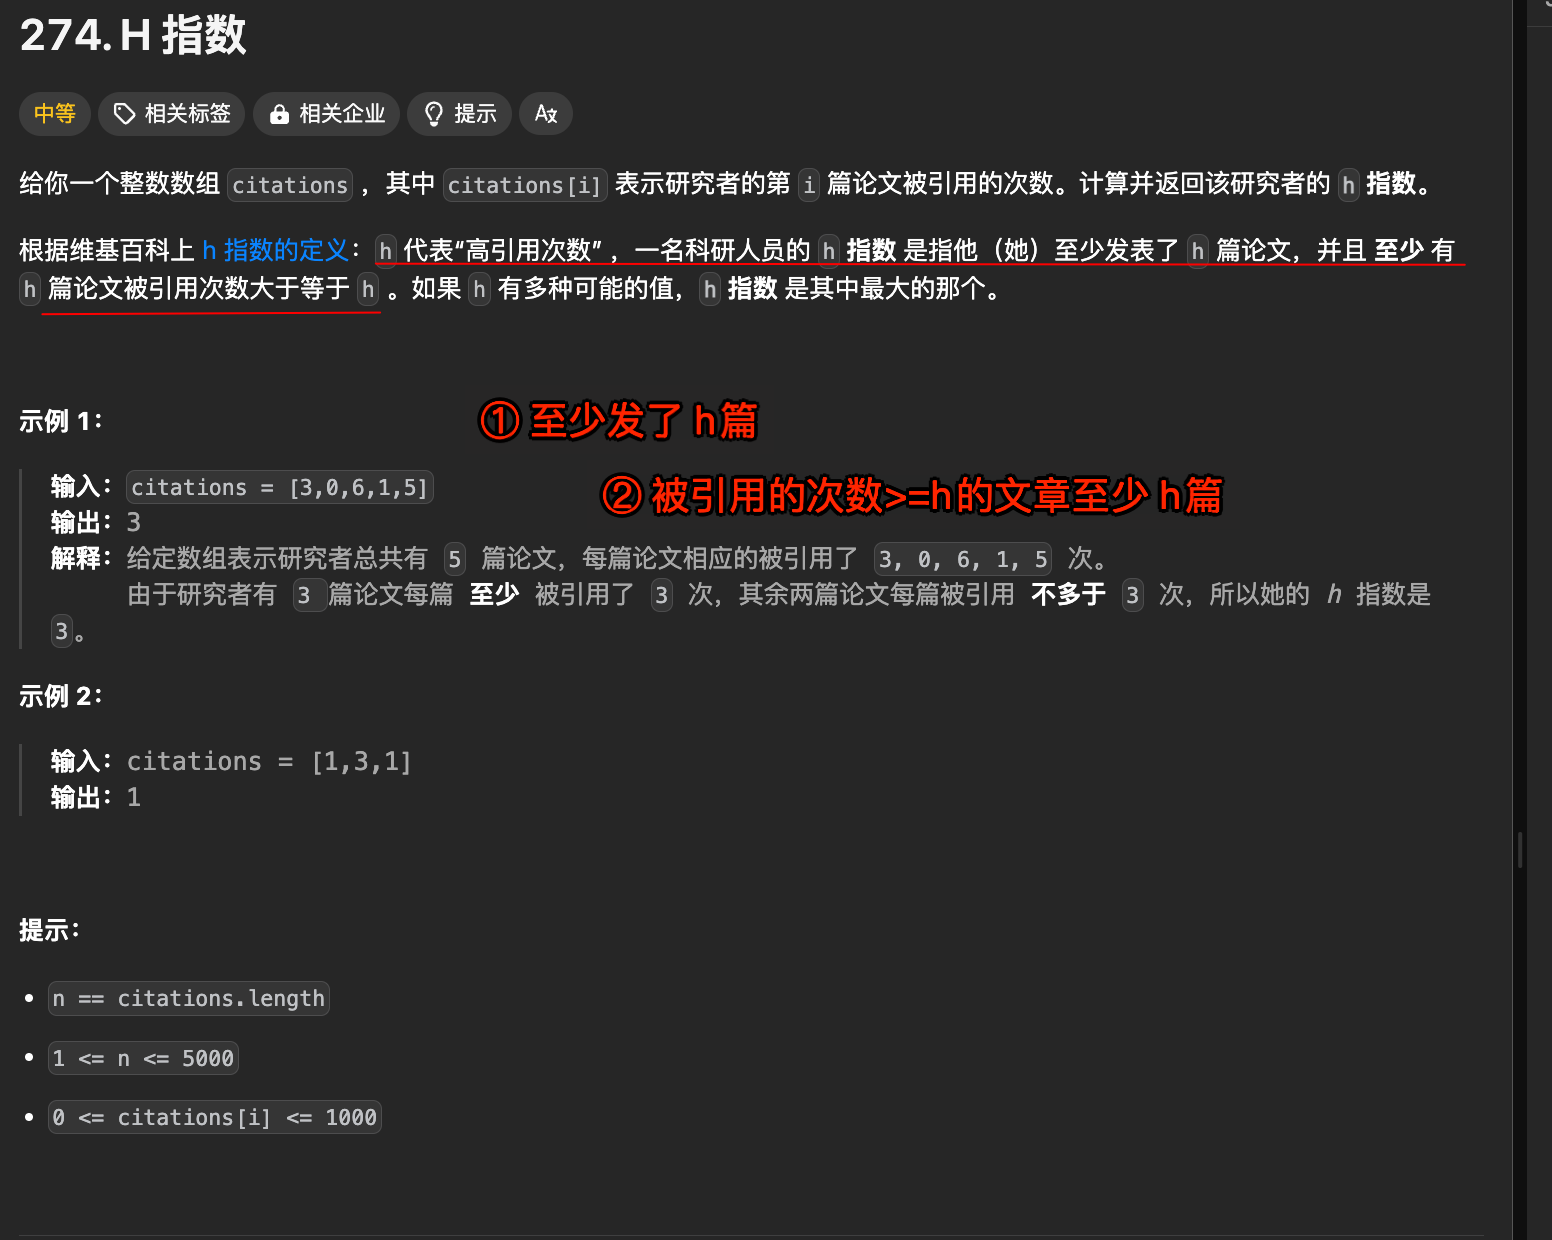 274. H 指数
中等 相关标签 相关企业 提示
给你一个整数数组 citations ，其中 citations[i] 表示研究者的第 i 篇论文被引用的次数。计算并返回该研究者的 h 指数。
根据维基百科上 h 指数的定义：h 代表“高引用次数” ，一名科研人员的 h 指数 是指他（她）至少发表了 h 篇论文，并且 至少 有
h 篇论文被引用次数大于等于 h 。如果 h 有多种可能的值，h 指数 是其中最大的那个。
① 至少发了 h篇
示例 1：
② 被引用的次数>=h的文章至少 h篇
输入：citations = [3,0,6,1,5]
输出：3
解释：给定数组表示研究者总共有 5 篇论文，每篇论文相应的被引用了 3, 0, 6, 1, 5 次。
由于研究者有 3 篇论文每篇 至少 被引用了 3 次，其余两篇论文每篇被引用 不多于 3 次，所以她的 h 指数是
3。
示例 2：
输入：citations = [1,3,1]
输出：1
提示：
• n == citations.length
• 1 <= n <= 5000
• 0 <= citations[i] <= 1000